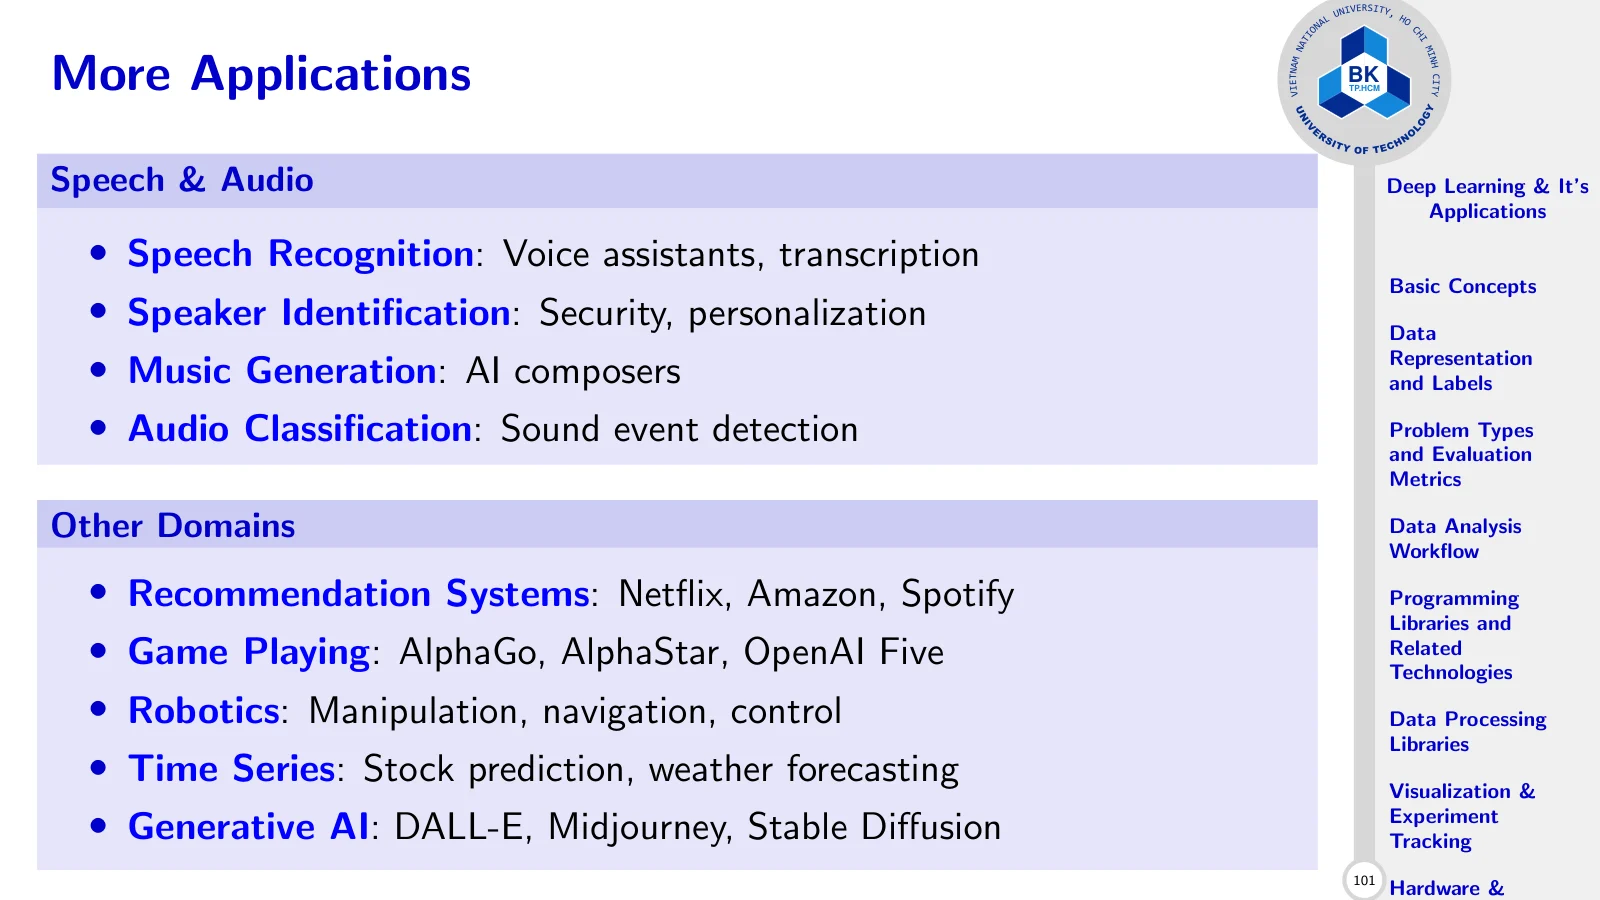 More Applications
Speech & Audio
• Speech Recognition: Voice assistants, transcription
• Speaker Identification: Security, personalization
• Music Generation: AI composers
• Audio Classification: Sound event detection
Other Domains
• Recommendation Systems: Netflix, Amazon, Spotify
• Game Playing: AlphaGo, AlphaStar, OpenAI Five
• Robotics: Manipulation, navigation, control
• Time Series: Stock prediction, weather forecasting
• Generative AI: DALL-E, Midjourney, Stable Diffusion
VIETNAM NATIONAL UNIVERSITY, HO CHI MINH CITY
BK
TP.HCM
UNIVERSITY OF TECHNOLOGY
Deep Learning & It's
Applications
Basic Concepts
Data
Representation
and Labels
Problem Types
and Evaluation
Metrics
Data Analysis
Workflow
Programming
Libraries and
Related
Technologies
Data Processing
Libraries
Visualization &
Experiment
Tracking
Hardware &
101